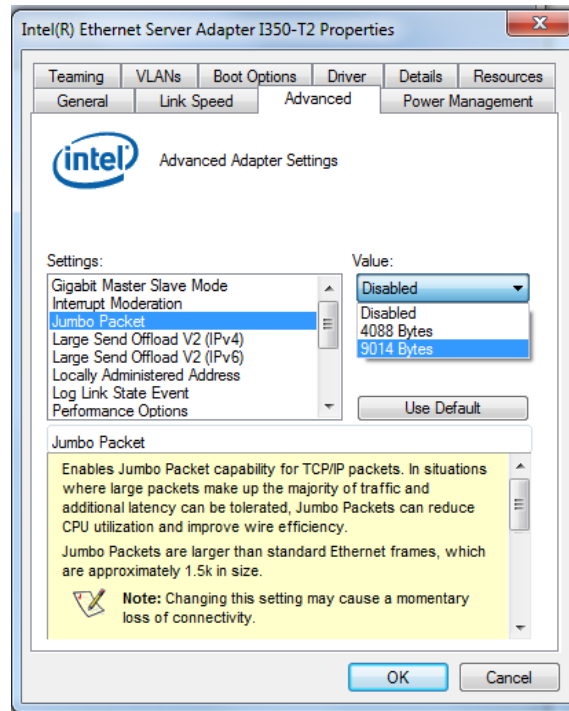 Intel(R) Ethernet Server Adapter I350-T2 Properties
Teaming VLANs Boot Options Driver Details Resources
General Link Speed Advanced Power Management
intel Advanced Adapter Settings
Settings: Value:
Gigabit Master Slave Mode
Interrupt Moderation
Jumbo Packet
Large Send Offload V2 (IPv4)
Large Send Offload V2 (IPv6)
Locally Administered Address
Log Link State Event
Performance Options
Disabled
Disabled
4088 Bytes
9014 Bytes
Use Default
Jumbo Packet
Enables Jumbo Packet capability for TCP/IP packets. In situations
where large packets make up the majority of traffic and
additional latency can be tolerated, Jumbo Packets can reduce
CPU utilization and improve wire efficiency.
Jumbo Packets are larger than standard Ethernet frames, which
are approximately 1.5k in size.
Note: Changing this setting may cause a momentary
loss of connectivity.
OK Cancel